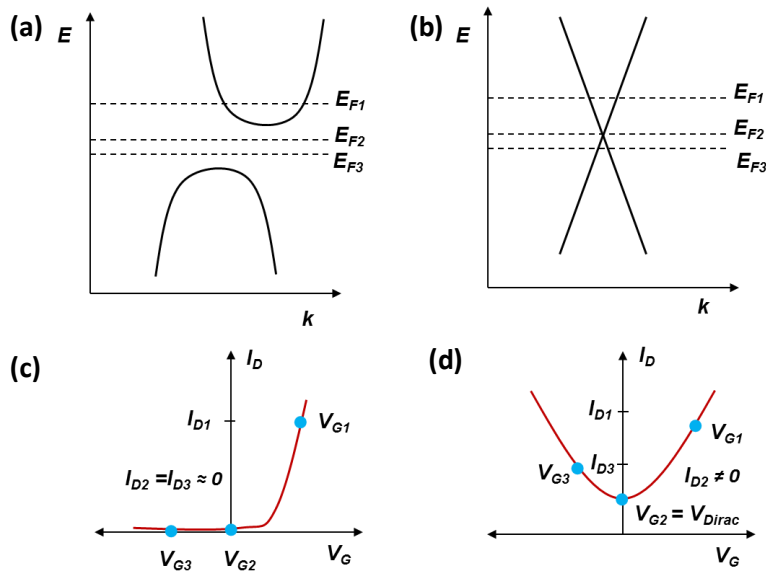 (a)
E
E_F1
E_F2
E_F3
k
(b)
E
E_F1
E_F2
E_F3
k
(c)
I_D
I_D1
V_G1
I_D2 = I_D3 ≈ 0
V_G3
V_G2
V_G
(d)
I_D
I_D1
V_G1
V_G3
I_D3
I_D2 ≠ 0
V_G2 = V_Dirac
V_G